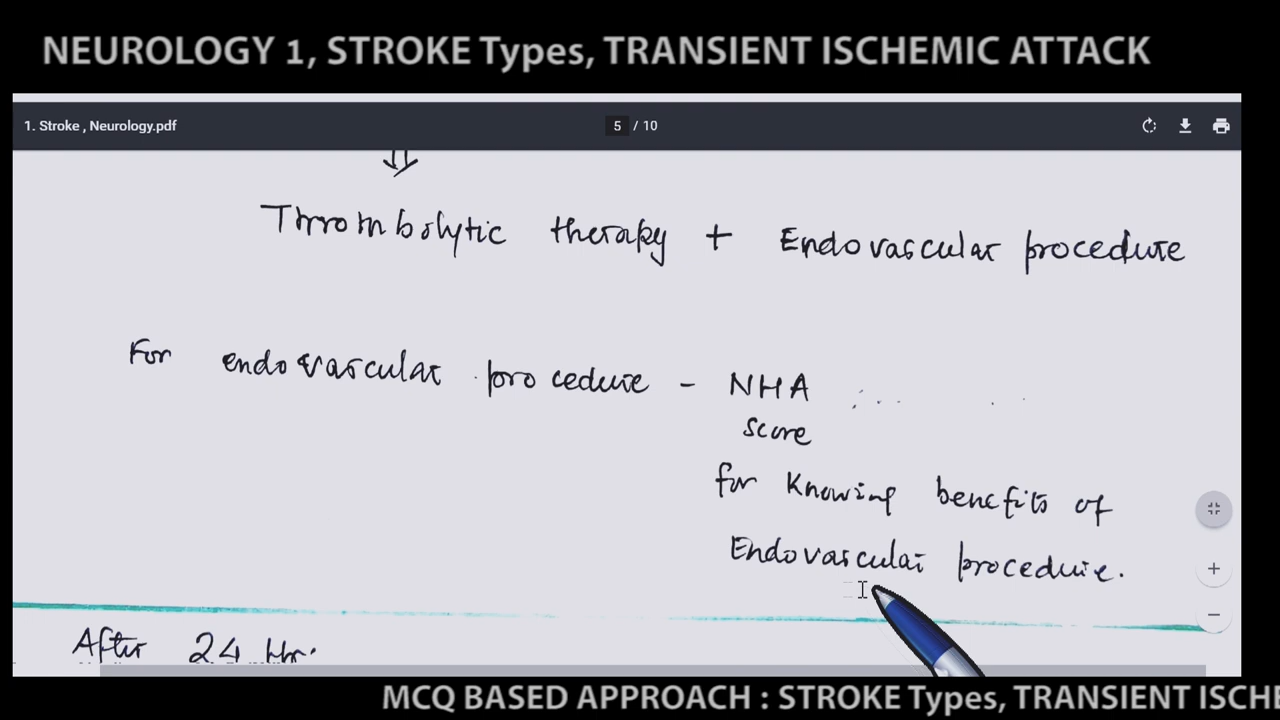 NEUROLOGY 1, STROKE Types, TRANSIENT ISCHEMIC ATTACK
1. Stroke , Neurology.pdf
5 / 10
Thrombolytic therapy + Endovascular procedure
For endovascular procedure - NHA
score
for Knowing benefits of
Endovascular procedure.
After 24 Hr.
MCQ BASED APPROACH : STROKE Types, TRANSIENT ISCHE